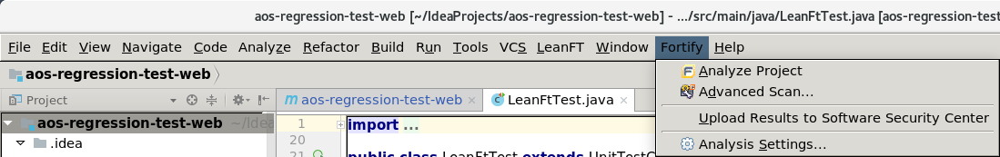 aos-regression-test-web [~/IdeaProjects/aos-regression-test-web] - .../src/main/java/LeanFtTest.java [aos-regression-test
File Edit View Navigate Code Analyze Refactor Build Run Tools VCS LeanFT Window Fortify Help
aos-regression-test-web
Analyze Project
Advanced Scan...
Upload Results to Software Security Center
Analysis Settings...
Project
aos-regression-test-web LeanFtTest.java
aos-regression-test-web ~/Idea
.idea
1 import ...
20
21 public class LeanFtTest extends UnitTestC